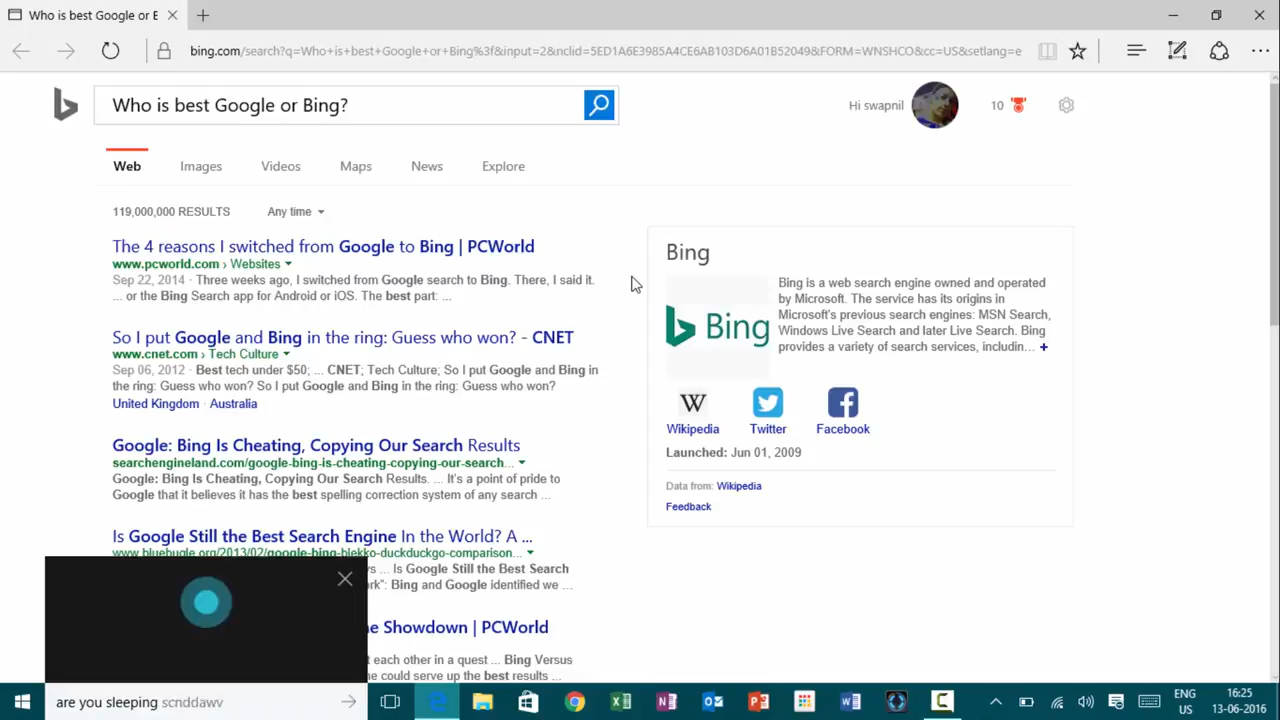 Who is best Google or E
bing.com/search?q=Who+is+best+Google+or+Bing%3f&input=2&nclid=5ED1A6E3985A4CE6AB103D6A01B52049&FORM=WNSHCO&cc=US&setlang=e
Who is best Google or Bing?
Hi swapnil
10
Web
Images
Videos
Maps
News
Explore
119,000,000 RESULTS
Any time
The 4 reasons I switched from Google to Bing | PCWorld
www.pcworld.com › Websites
Sep 22, 2014 · Three weeks ago, I switched from Google search to Bing. There, I said it.
... or the Bing Search app for Android or iOS. The best part: ...
So I put Google and Bing in the ring: Guess who won? - CNET
www.cnet.com › Tech Culture
Sep 06, 2012 · Best tech under $50; ... CNET; Tech Culture; So I put Google and Bing in
the ring: Guess who won? So I put Google and Bing in the ring: Guess who won?
United Kingdom · Australia
Google: Bing Is Cheating, Copying Our Search Results
searchengineland.com/google-bing-is-cheating-copying-our-search...
Google: Bing Is Cheating, Copying Our Search Results. ... It's a point of pride to
Google that it believes it has the best spelling correction system of any search ...
Is Google Still the Best Search Engine In the World? A ...
www.bluebugle.org/2013/02/google-bing-blekko-duckduckgo-comparison...
... Is Google Still the Best Search
Bing and Google identified we ...
Showdown | PCWorld
each other in a quest ... Bing Versus
could serve up the best results ...
Bing
Bing
Bing is a web search engine owned and operated
by Microsoft. The service has its origins in
Microsoft's previous search engines: MSN Search,
Windows Live Search and later Live Search. Bing
provides a variety of search services, includin... +
W
Wikipedia
Twitter
Facebook
Launched: Jun 01, 2009
Data from: Wikipedia
Feedback
are you sleeping scnddawv
ENG
US
16:25
13-06-2016